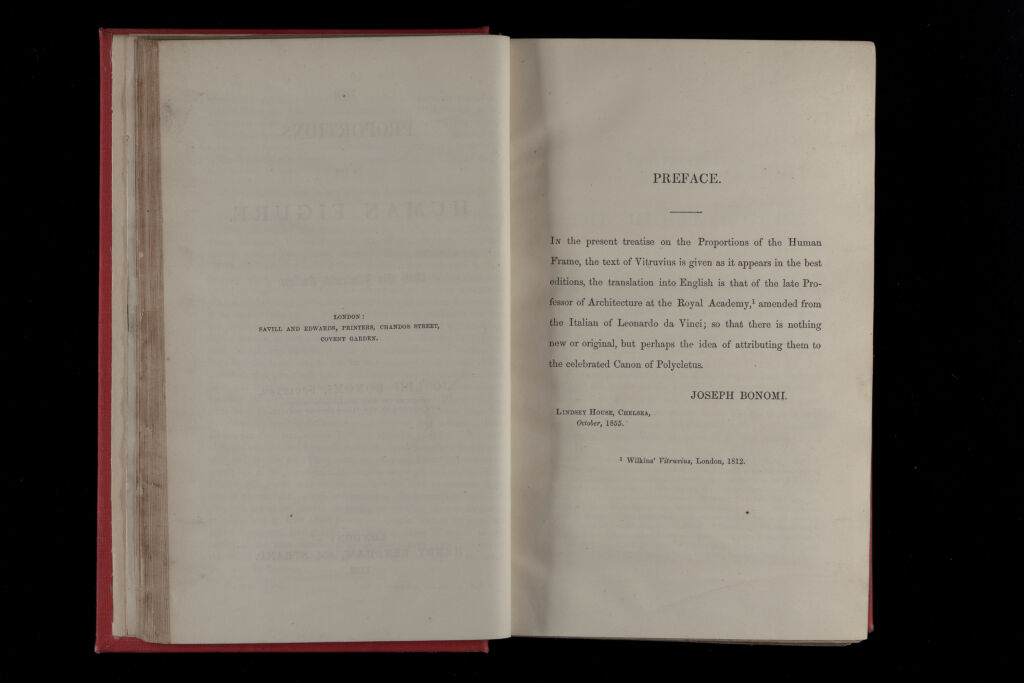 LONDON:
SAVILL AND EDWARDS, PRINTERS, CHANDOS STREET,
COVENT GARDEN.
PREFACE.
IN the present treatise on the Proportions of the Human
Frame, the text of Vitruvius is given as it appears in the best
editions, the translation into English is that of the late Pro-
fessor of Architecture at the Royal Academy,¹ amended from
the Italian of Leonardo da Vinci; so that there is nothing
new or original, but perhaps the idea of attributing them to
the celebrated Canon of Polycletus.
JOSEPH BONOMI.
LINDSEY HOUSE, CHELSEA,
October, 1855.
¹ Wilkins' Vitruvius, London, 1812.